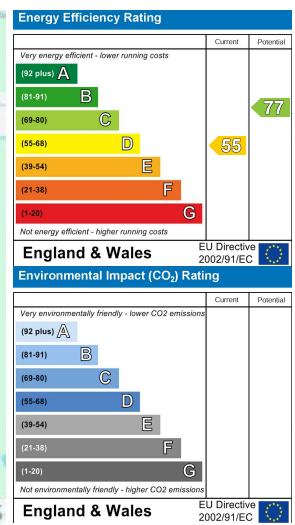 Energy Efficiency Rating
Current Potential
Very energy efficient - lower running costs
(92 plus) A
(81-91) B
(69-80) C
(55-68) D
(39-54) E
(21-38) F
(1-20) G
55
77
Not energy efficient - higher running costs
England & Wales
EU Directive
2002/91/EC
Environmental Impact (CO₂) Rating
Current Potential
Very environmentally friendly - lower CO2 emissions
(92 plus) A
(81-91) B
(69-80) C
(55-68) D
(39-54) E
(21-38) F
(1-20) G
Not environmentally friendly - higher CO2 emissions
England & Wales
EU Directive
2002/91/EC